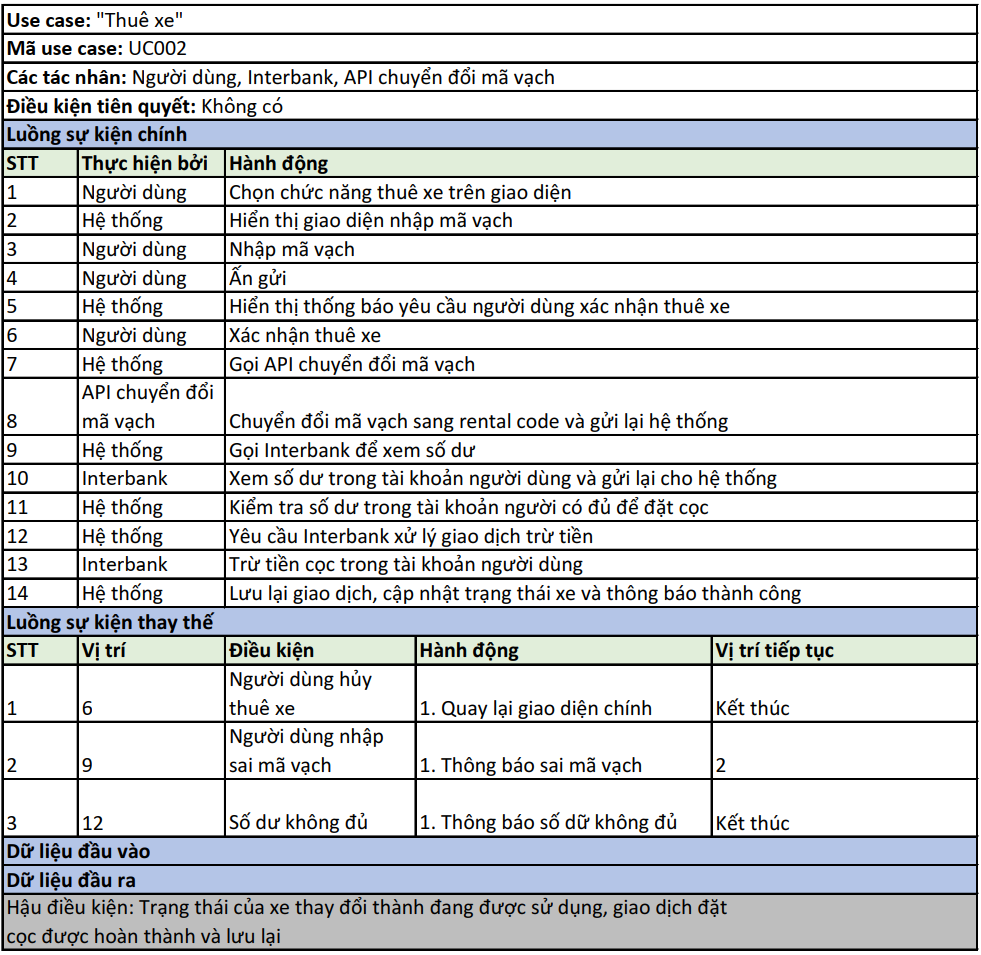 Use case: "Thuê xe"
Mã use case: UC002
Các tác nhân: Người dùng, Interbank, API chuyển đổi mã vạch
Điều kiện tiên quyết: Không có
Luồng sự kiện chính
STT Thực hiện bởi Hành động
1 Người dùng Chọn chức năng thuê xe trên giao diện
2 Hệ thống Hiển thị giao diện nhập mã vạch
3 Người dùng Nhập mã vạch
4 Người dùng Ấn gửi
5 Hệ thống Hiển thị thông báo yêu cầu người dùng xác nhận thuê xe
6 Người dùng Xác nhận thuê xe
7 Hệ thống Gọi API chuyển đổi mã vạch
API chuyển đổi
8 mã vạch Chuyển đổi mã vạch sang rental code và gửi lại hệ thống
9 Hệ thống Gọi Interbank để xem số dư
10 Interbank Xem số dư trong tài khoản người dùng và gửi lại cho hệ thống
11 Hệ thống Kiểm tra số dư trong tài khoản người có đủ để đặt cọc
12 Hệ thống Yêu cầu Interbank xử lý giao dịch trừ tiền
13 Interbank Trừ tiền cọc trong tài khoản người dùng
14 Hệ thống Lưu lại giao dịch, cập nhật trạng thái xe và thông báo thành công
Luồng sự kiện thay thế
STT Vị trí Điều kiện Hành động Vị trí tiếp tục
Người dùng hủy
1 6 thuê xe 1. Quay lại giao diện chính Kết thúc
Người dùng nhập
2 9 sai mã vạch 1. Thông báo sai mã vạch 2
3 12 Số dư không đủ 1. Thông báo số dữ không đủ Kết thúc
Dữ liệu đầu vào
Dữ liệu đầu ra
Hậu điều kiện: Trạng thái của xe thay đổi thành đang được sử dụng, giao dịch đặt
cọc được hoàn thành và lưu lại